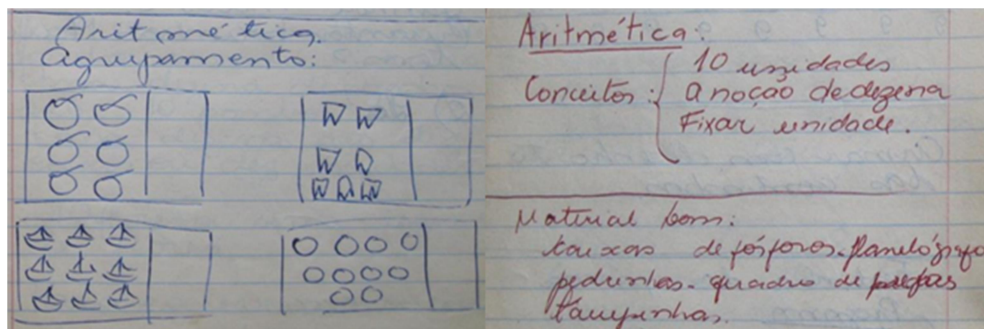 Aritmética.
Agrupamento:
Aritmética:
Conceitos:
10 unidades
a noção de dezena
Fixar unidade.
Material bom:
caixas de fósforos. flanelógrafo
pedrinhas. quadro de pregas
tampinhas.